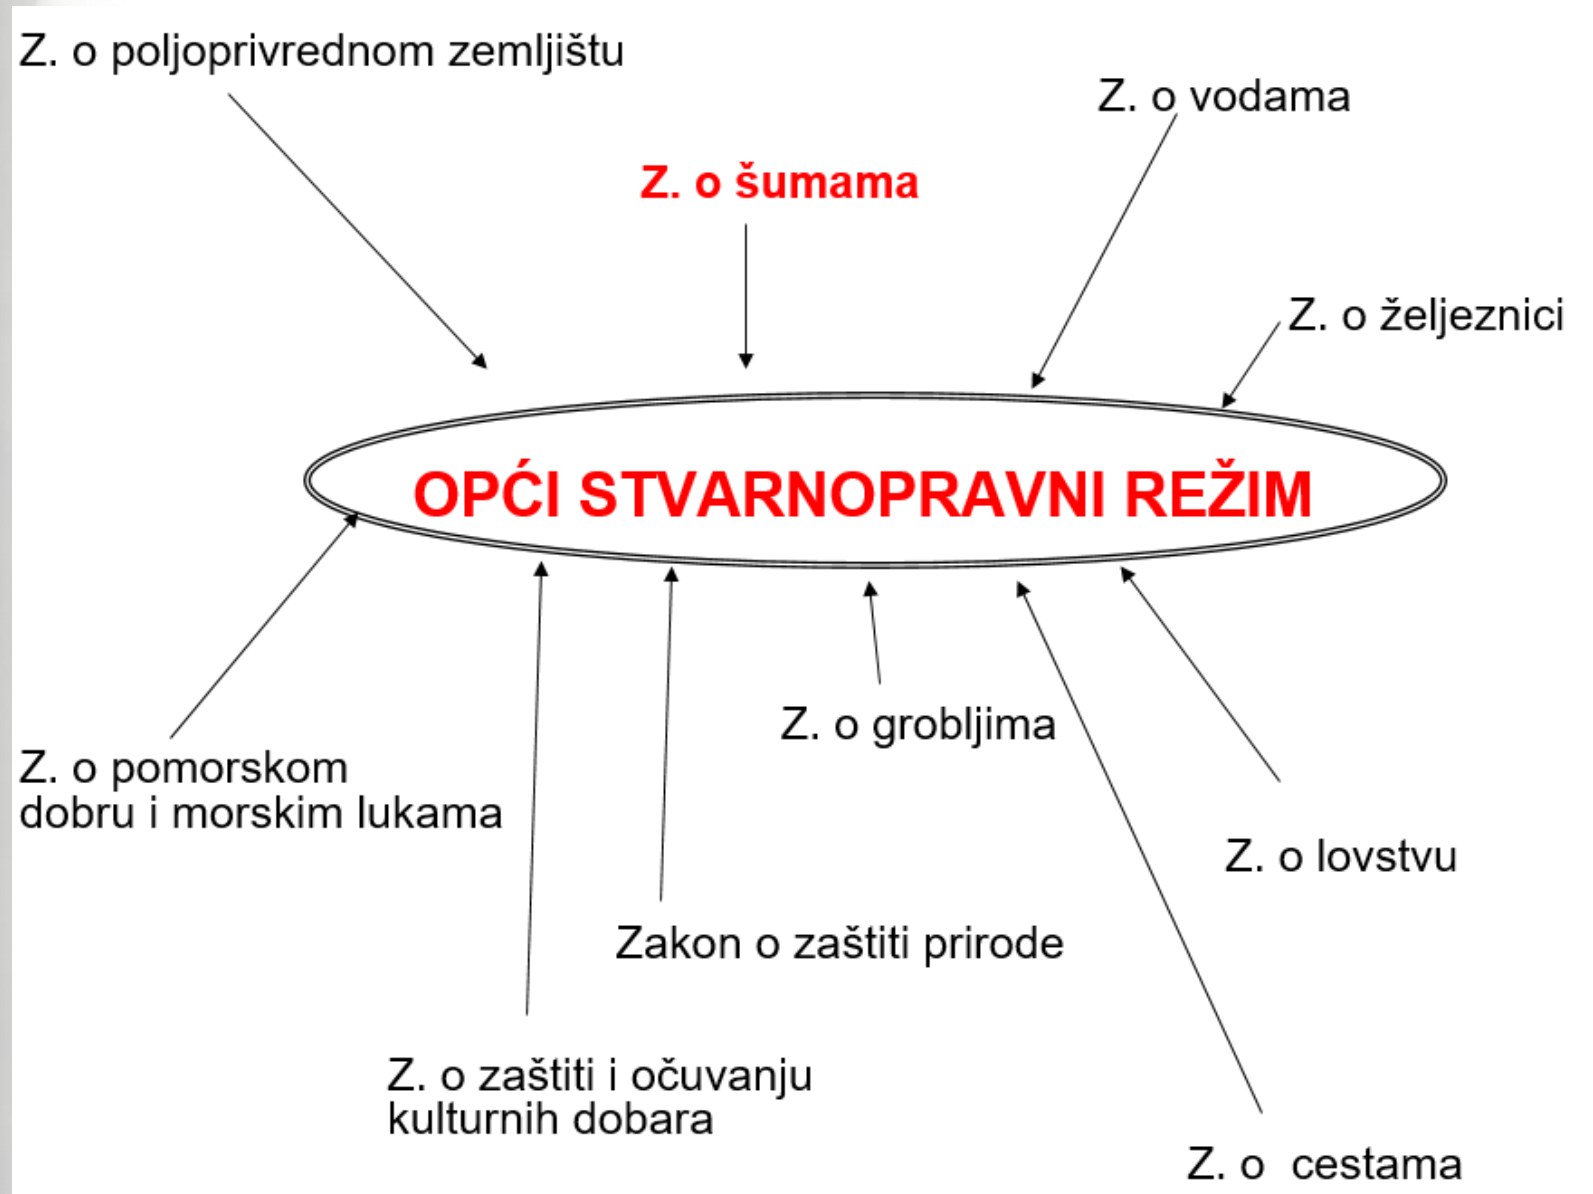 Z. o poljoprivrednom zemljištu
Z. o vodama
Z. o šumama
Z. o željeznici
OPĆI STVARNOPRAVNI REŽIM
Z. o grobljima
Z. o pomorskom
dobru i morskim lukama
Z. o lovstvu
Zakon o zaštiti prirode
Z. o zaštiti i očuvanju
kulturnih dobara
Z. o  cestama